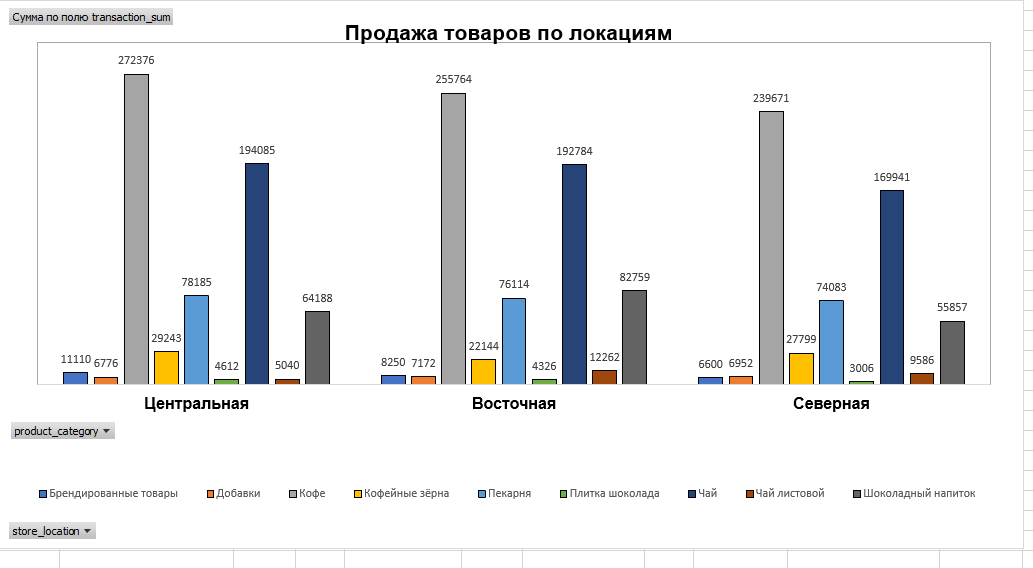 Сумма по полю transaction_sum
Продажа товаров по локациям
272376
255764
239671
194085
192784
169941
78185
76114
74083
64188
82759
55857
29243
22144
27799
11110
6776
4612
5040
8250
7172
4326
12262
6600
6952
3006
9586
Центральная
Восточная
Северная
product_category
Брендированные товары
Добавки
Кофе
Кофейные зёрна
Пекарня
Плитка шоколада
Чай
Чай листовой
Шоколадный напиток
store_location